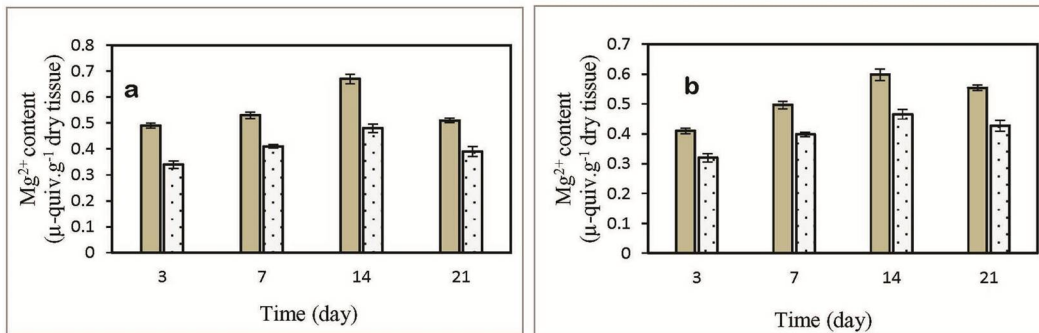 a
0.8
0.7
0.6
0.5
0.4
0.3
0.2
0.1
0
Mg²⁺ content
(µ-quiv.g⁻¹ dry tissue)
3 7 14 21
Time (day)
b
0.7
0.6
0.5
0.4
0.3
0.2
0.1
0
Mg²⁺ content
(µ-quiv.g⁻¹ dry tissue)
3 7 14 21
Time (day)